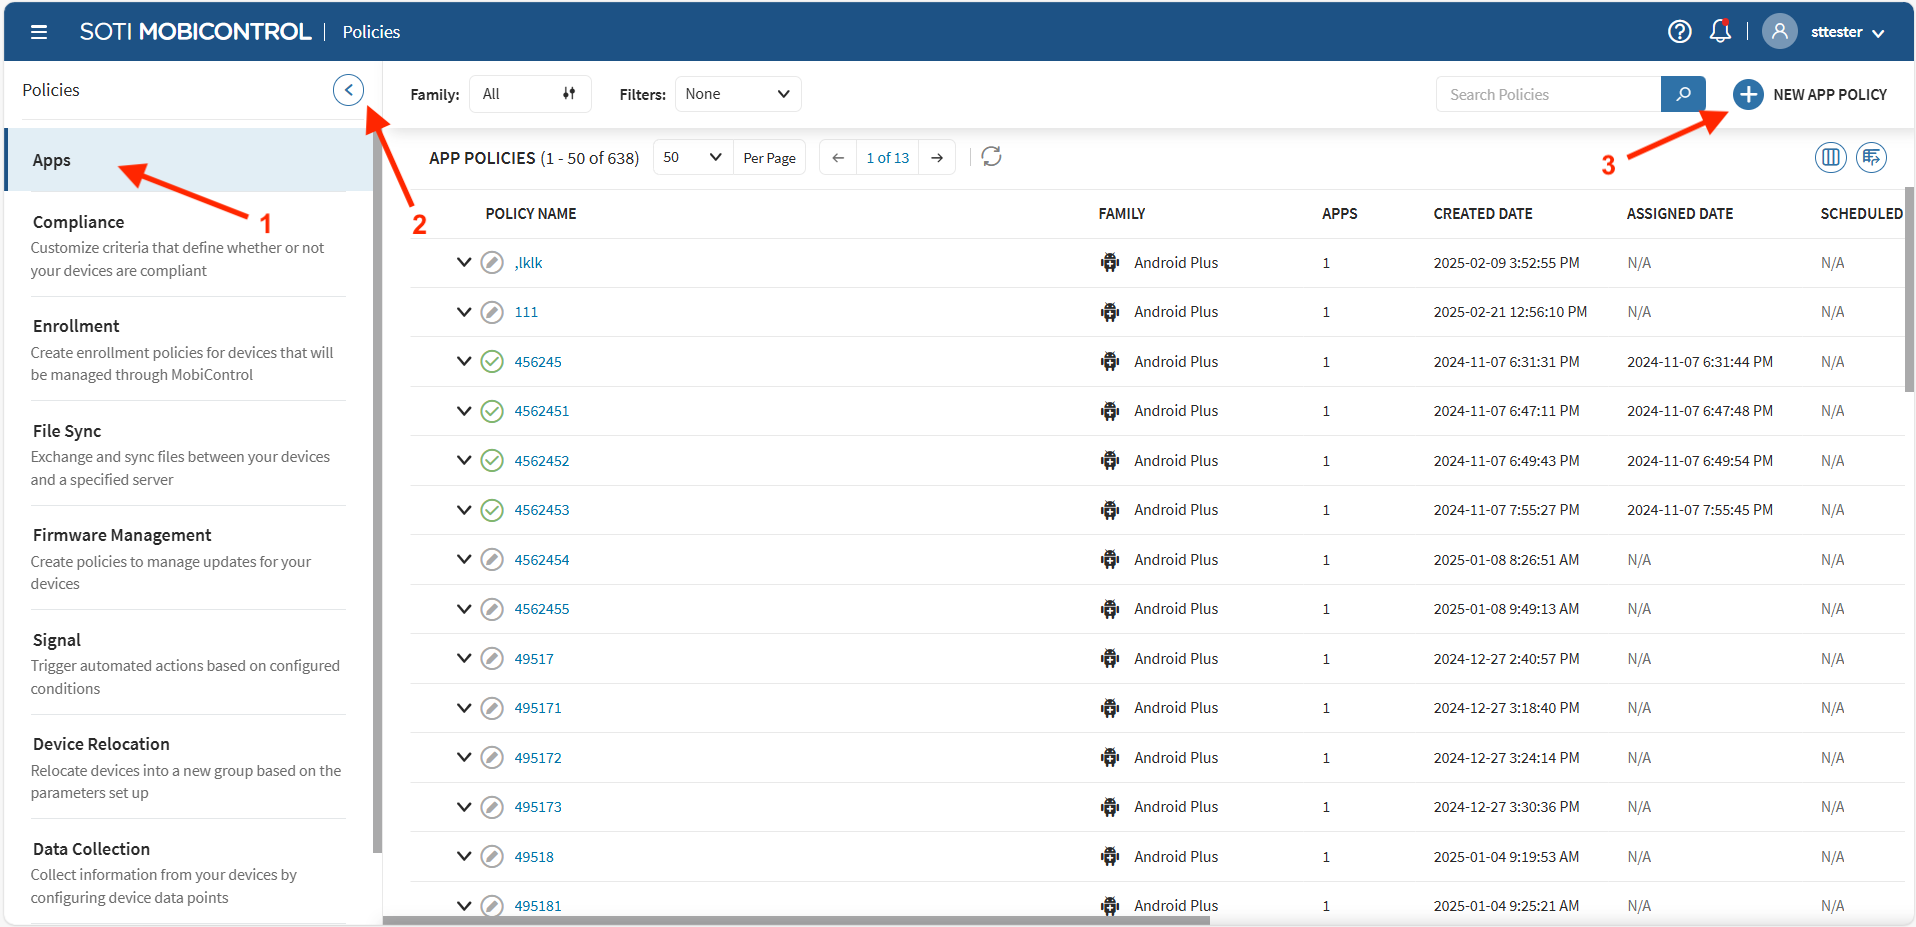 SOTI MOBICONTROL | Policies
sttester
Policies
Family: All
Filters: None
Search Policies
NEW APP POLICY
Apps
1
2
3
APP POLICIES (1 - 50 of 638)
50 Per Page
1 of 13
Compliance
Customize criteria that define whether or not
your devices are compliant
Enrollment
Create enrollment policies for devices that will
be managed through MobiControl
File Sync
Exchange and sync files between your devices
and a specified server
Firmware Management
Create policies to manage updates for your
devices
Signal
Trigger automated actions based on configured
conditions
Device Relocation
Relocate devices into a new group based on the
parameters set up
Data Collection
Collect information from your devices by
configuring device data points
POLICY NAME FAMILY APPS CREATED DATE ASSIGNED DATE SCHEDULED
,lklk Android Plus 1 2025-02-09 3:52:55 PM N/A N/A
111 Android Plus 1 2025-02-21 12:56:10 PM N/A N/A
456245 Android Plus 1 2024-11-07 6:31:31 PM 2024-11-07 6:31:44 PM N/A
4562451 Android Plus 1 2024-11-07 6:47:11 PM 2024-11-07 6:47:48 PM N/A
4562452 Android Plus 1 2024-11-07 6:49:43 PM 2024-11-07 6:49:54 PM N/A
4562453 Android Plus 1 2024-11-07 7:55:27 PM 2024-11-07 7:55:45 PM N/A
4562454 Android Plus 1 2025-01-08 8:26:51 AM N/A N/A
4562455 Android Plus 1 2025-01-08 9:49:13 AM N/A N/A
49517 Android Plus 1 2024-12-27 2:40:57 PM N/A N/A
495171 Android Plus 1 2024-12-27 3:18:40 PM N/A N/A
495172 Android Plus 1 2024-12-27 3:24:14 PM N/A N/A
495173 Android Plus 1 2024-12-27 3:30:36 PM N/A N/A
49518 Android Plus 1 2025-01-04 9:19:53 AM N/A N/A
495181 Android Plus 1 2025-01-04 9:25:21 AM N/A N/A